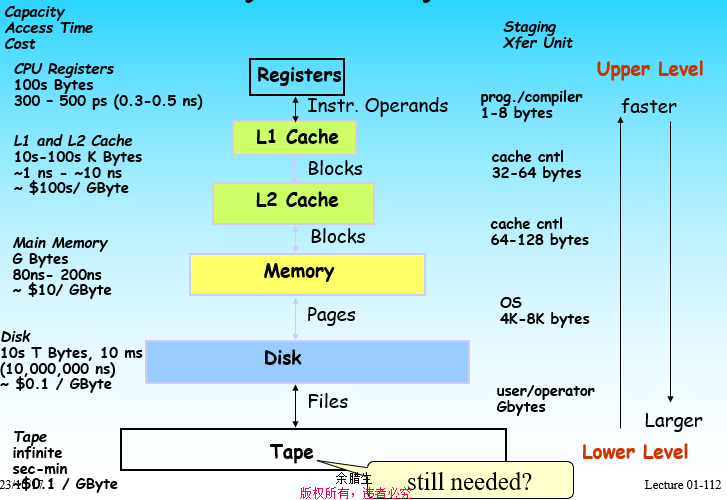 Capacity
Access Time
Cost
Staging
Xfer Unit
CPU Registers
100s Bytes
300 – 500 ps (0.3-0.5 ns)
Registers
Instr. Operands
prog./compiler
1-8 bytes
Upper Level
faster
L1 and L2 Cache
10s-100s K Bytes
~1 ns - ~10 ns
~ $100s/ GByte
L1 Cache
Blocks
cache cntl
32-64 bytes
L2 Cache
Blocks
cache cntl
64-128 bytes
Main Memory
G Bytes
80ns- 200ns
~ $10/ GByte
Memory
Pages
OS
4K-8K bytes
Disk
10s T Bytes, 10 ms
(10,000,000 ns)
~ $0.1 / GByte
Disk
Files
user/operator
Gbytes
Larger
Lower Level
Tape
infinite
sec-min
~$0.1 / GByte
Tape
still needed?
余腊生
版权所有，违者必究
Lecture 01-112